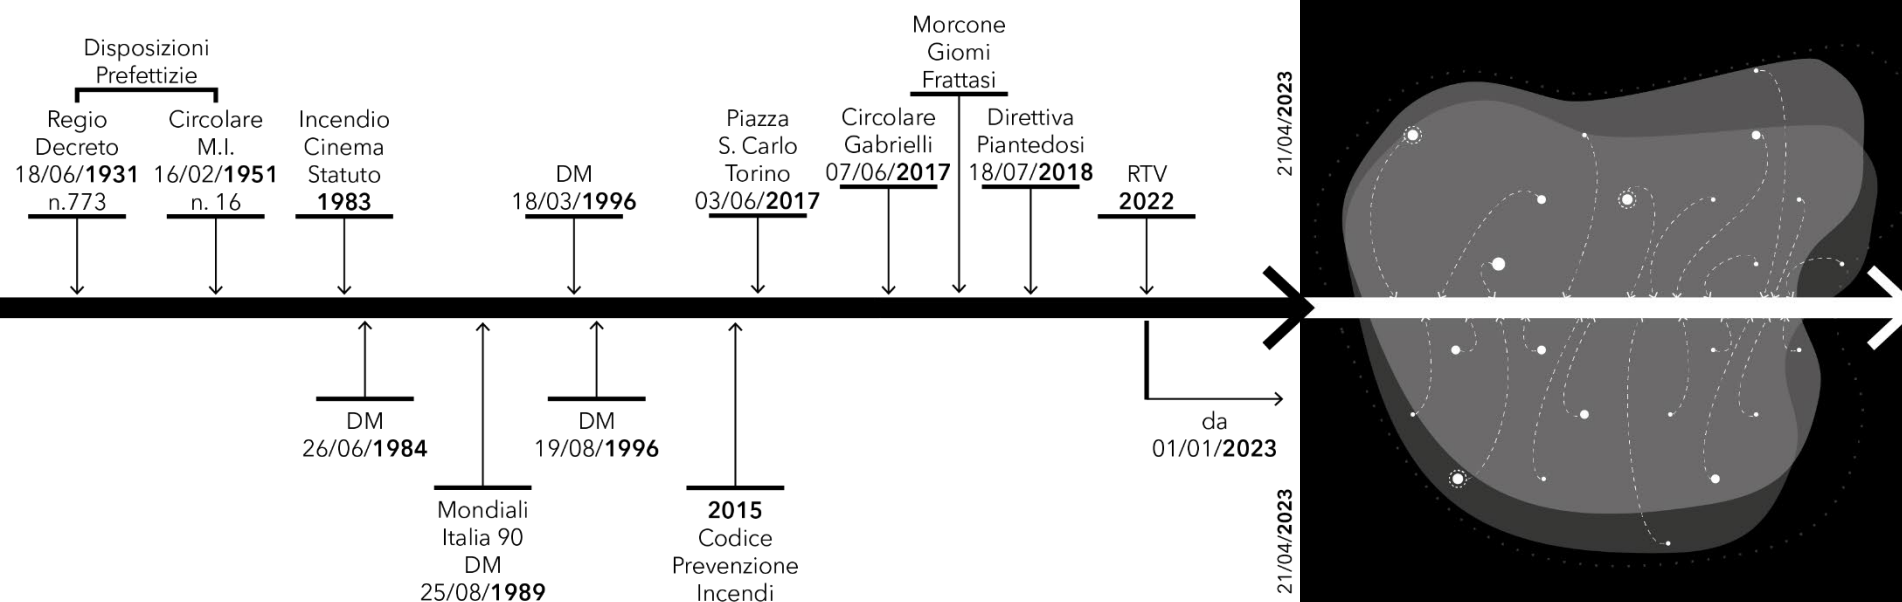 Disposizioni
Prefettizie
Regio
Decreto
18/06/1931
n.773
Circolare
M.I.
16/02/1951
n. 16
Incendio
Cinema
Statuto
1983
DM
18/03/1996
Piazza
S. Carlo
Torino
03/06/2017
Circolare
Gabrielli
07/06/2017
Morcone
Giomi
Frattasi
Direttiva
Piantedosi
18/07/2018
RTV
2022
21/04/2023
DM
26/06/1984
Mondiali
Italia 90
DM
25/08/1989
DM
19/08/1996
2015
Codice
Prevenzione
Incendi
da
01/01/2023
21/04/2023